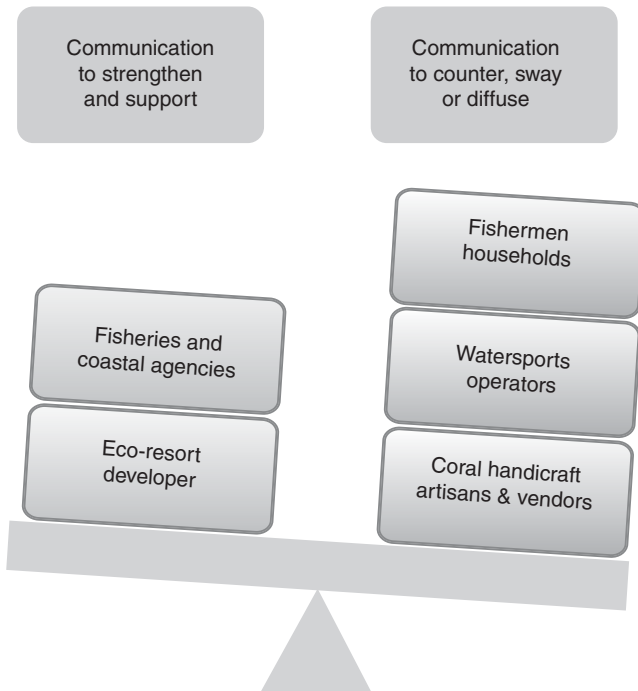 Communication
to strengthen
and support
Communication
to counter, sway
or diffuse
Fishermen
households
Fisheries and
coastal agencies
Watersports
operators
Eco-resort
developer
Coral handicraft
artisans & vendors